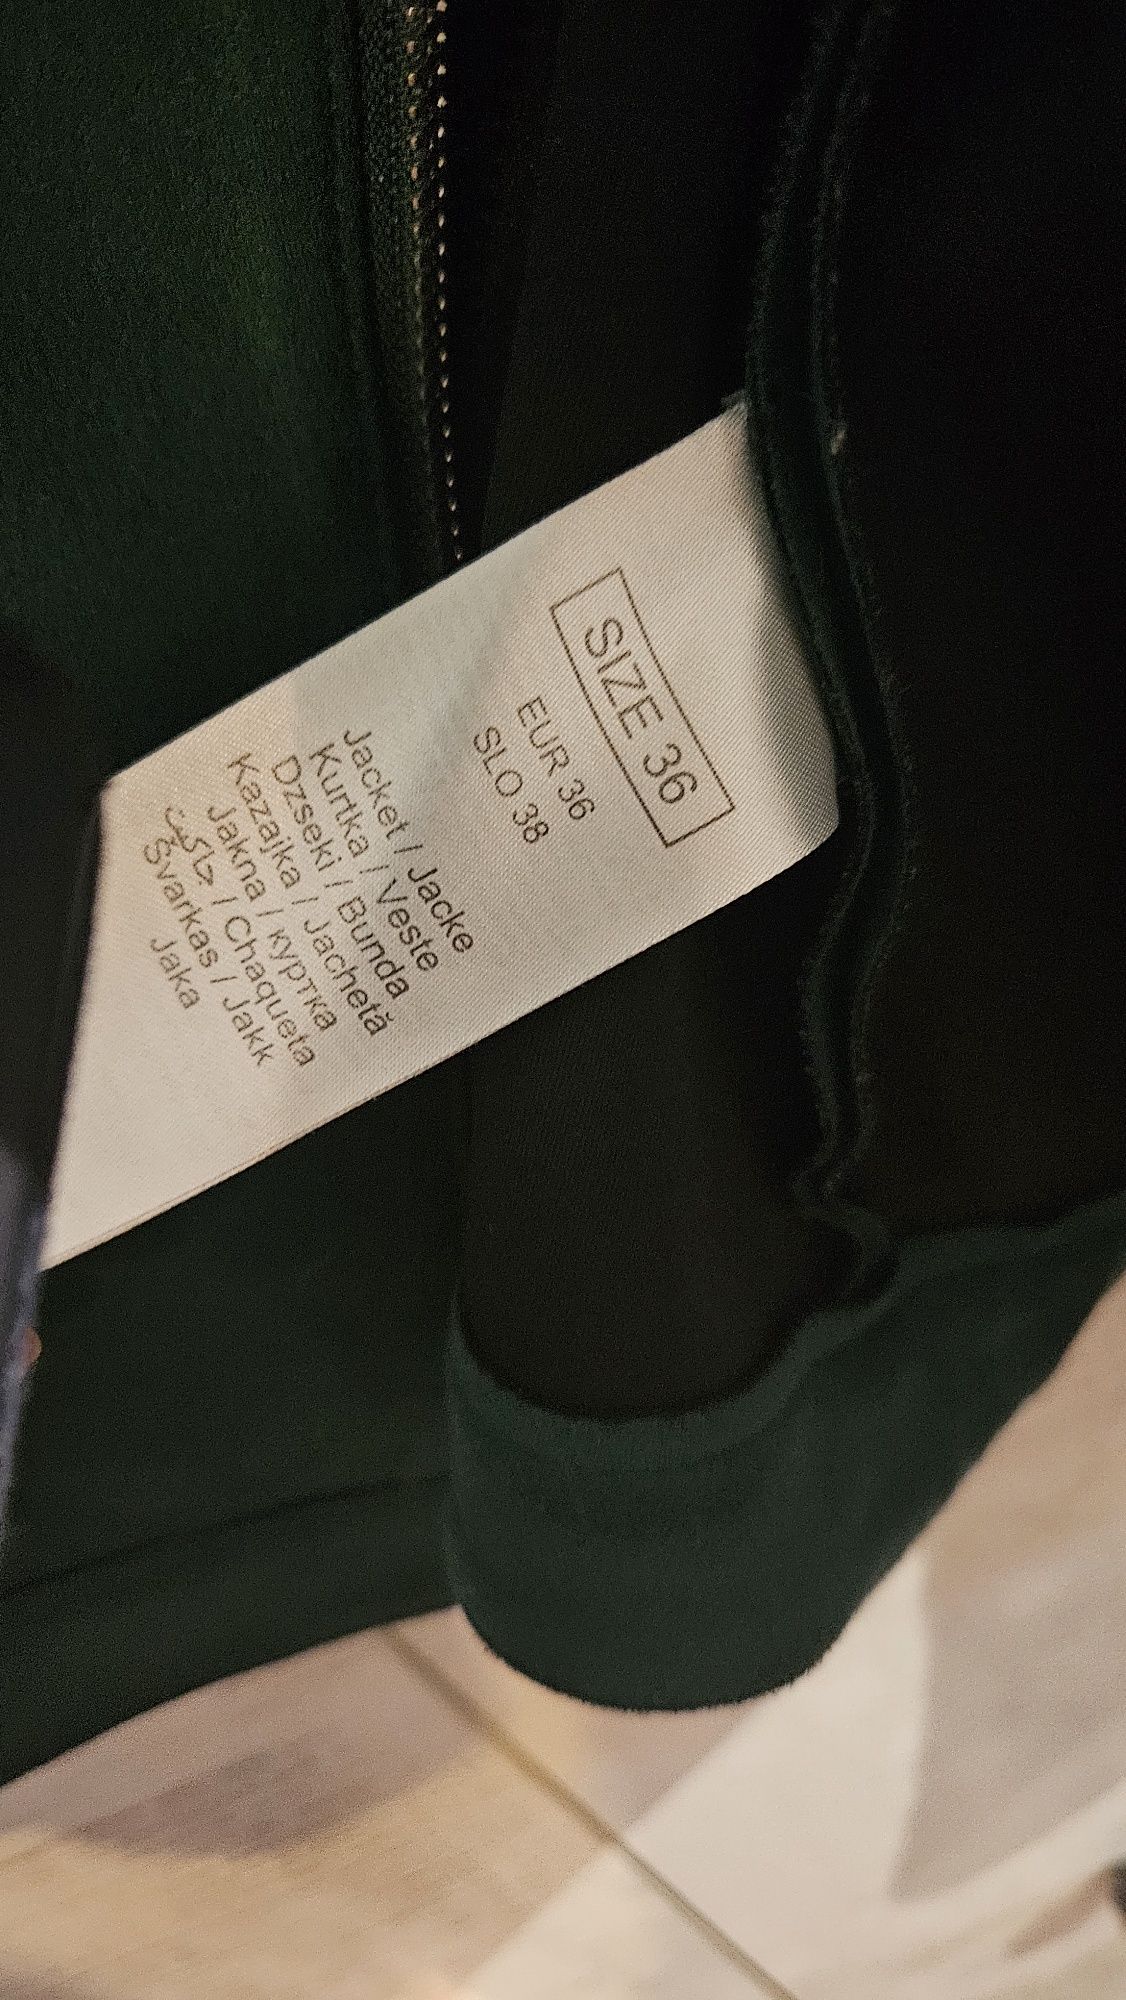 SIZE 36
EUR 36
SLO 38
Jacket / Jacke
Kurtka / Veste
Dzseki / Bunda
Kazajka / Jachetă
Jakna / куртка
جاكيت / Chaqueta
Švarkas / Jakk
Jaka